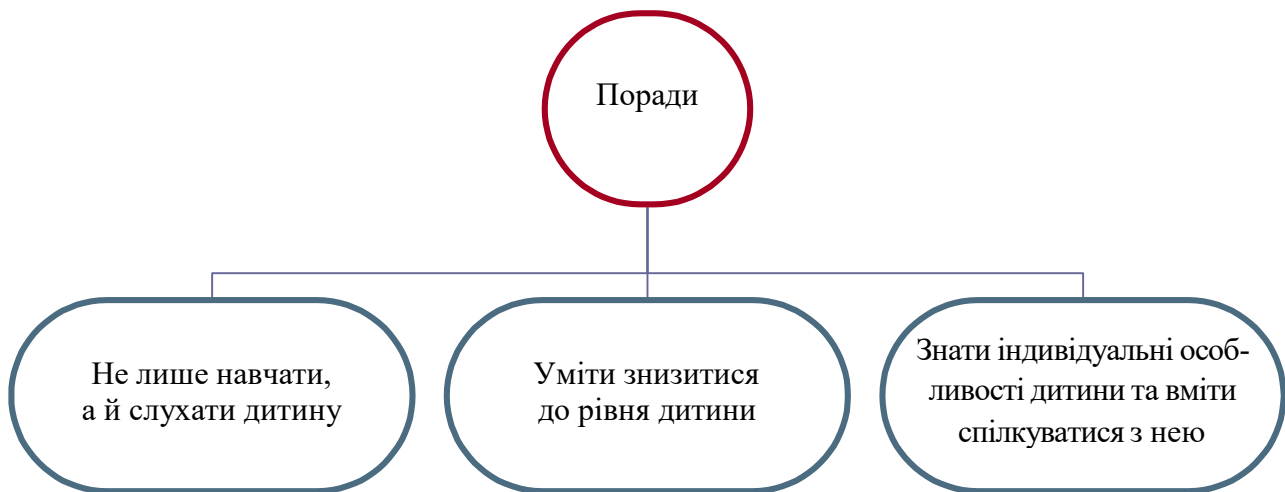 Поради
Не лише навчати,
а й слухати дитину
Уміти знизитися
до рівня дитини
Знати індивідуальні особ-
ливості дитини та вміти
спілкуватися з нею